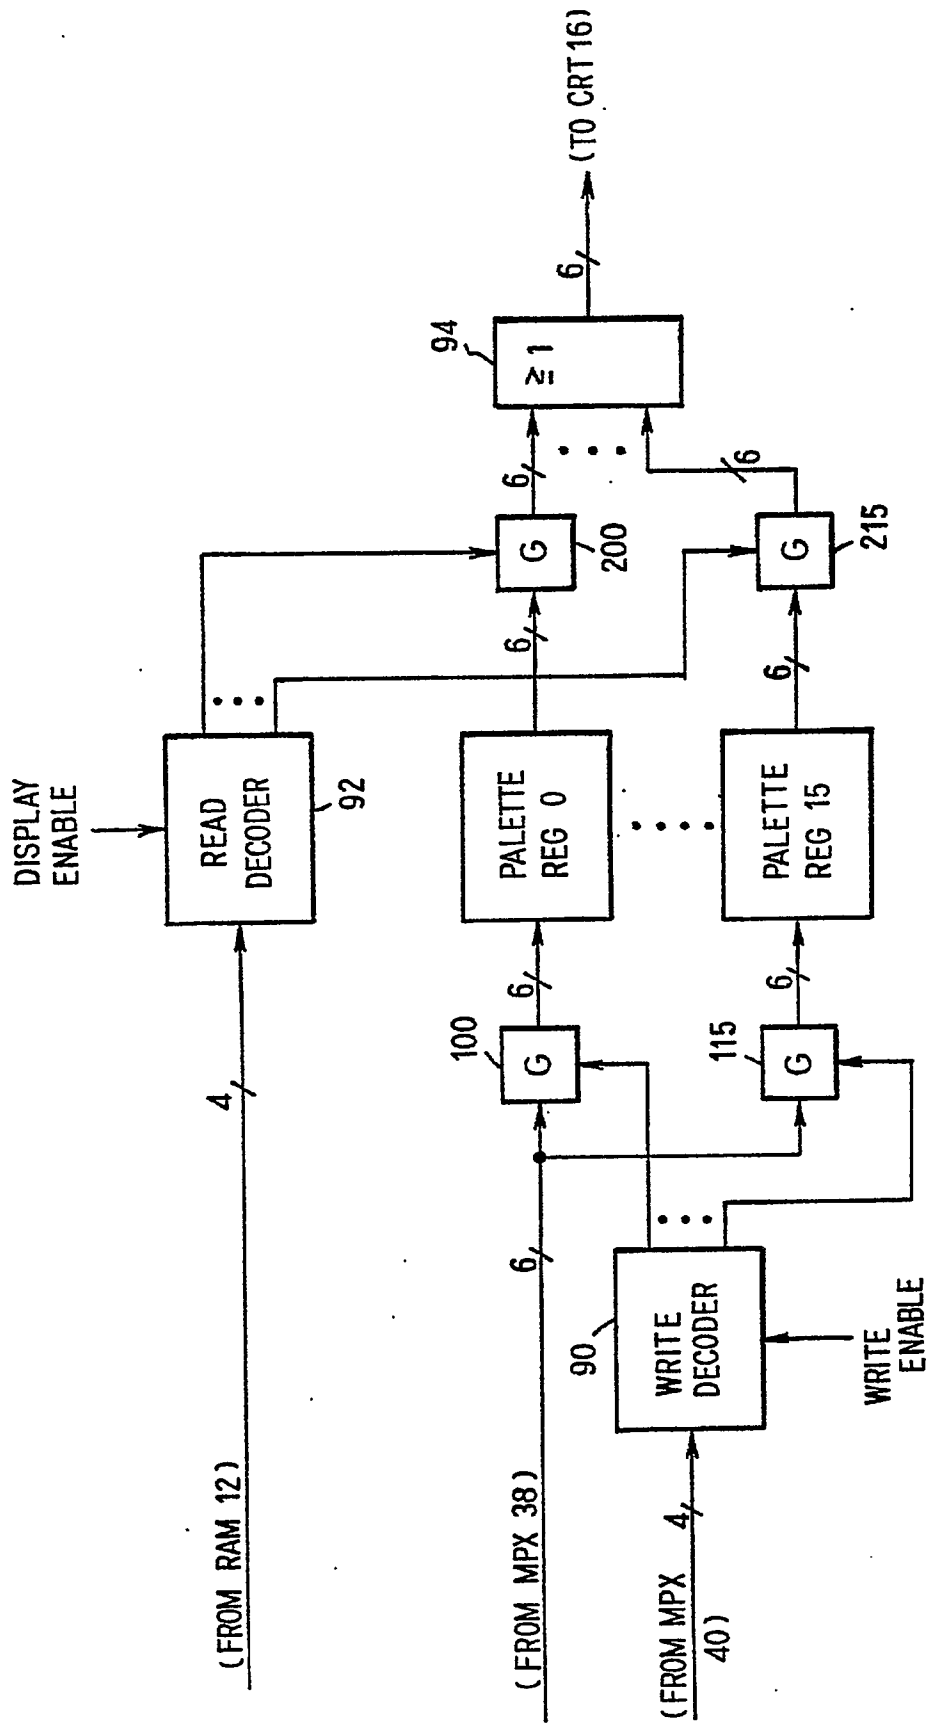 DISPLAY
ENABLE
(FROM RAM 12)
4
READ
DECODER
92
(FROM MPX 38)
6
100
G
6
PALETTE
REG 0
6
G
200
6
94
≥1
6
(TO CRT16)
(FROM MPX
40)
4
90
WRITE
DECODER
WRITE
ENABLE
115
G
6
PALETTE
REG 15
6
G
215
6